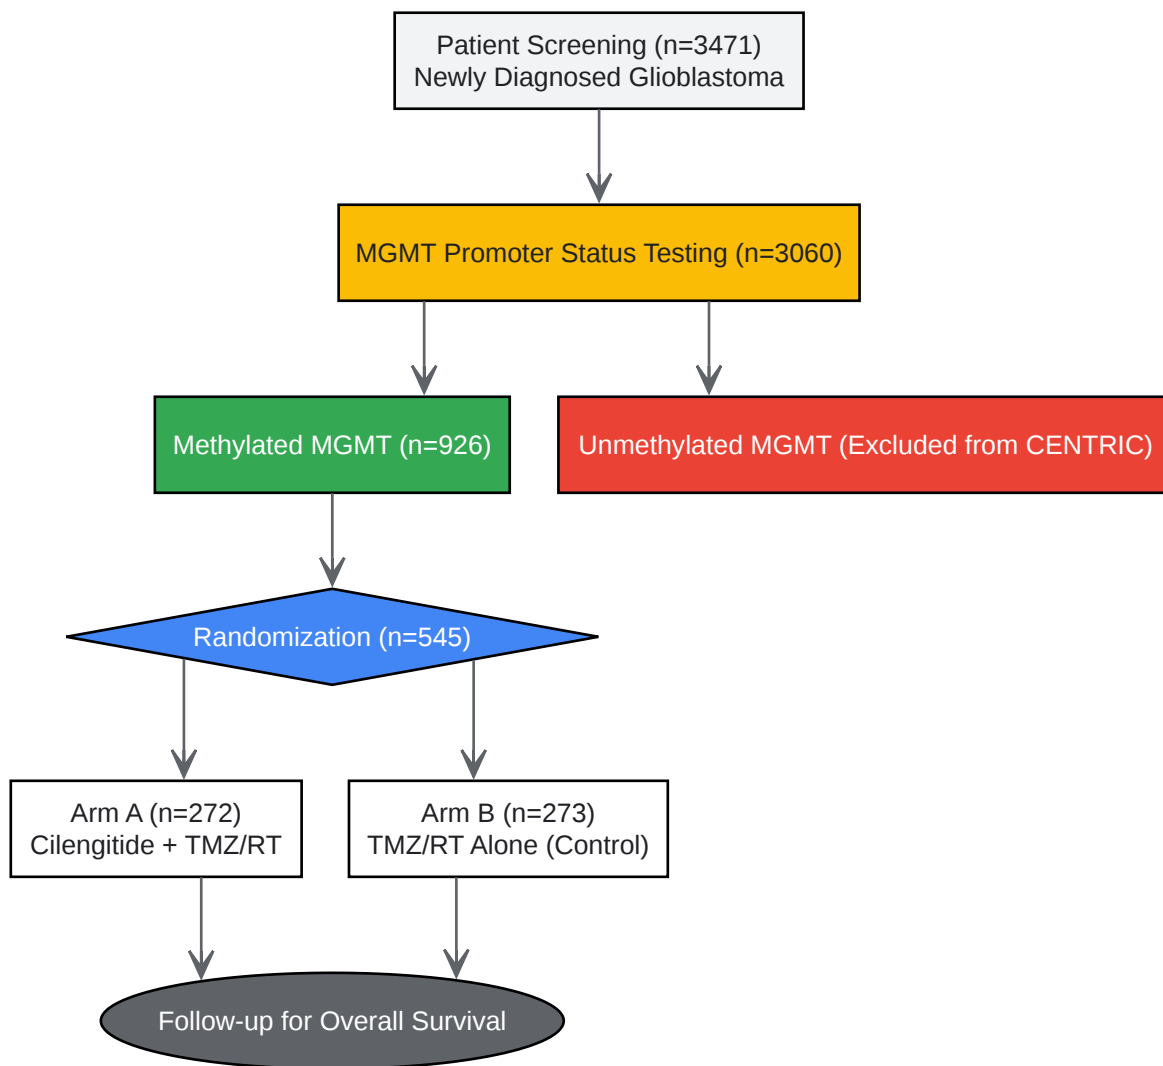 Patient Screening (n=3471)
Newly Diagnosed Glioblastoma
MGMT Promoter Status Testing (n=3060)
Methylated MGMT (n=926)
Unmethylated MGMT (Excluded from CENTRIC)
Randomization (n=545)
Arm A (n=272)
Cilengitide + TMZ/RT
Arm B (n=273)
TMZ/RT Alone (Control)
Follow-up for Overall Survival